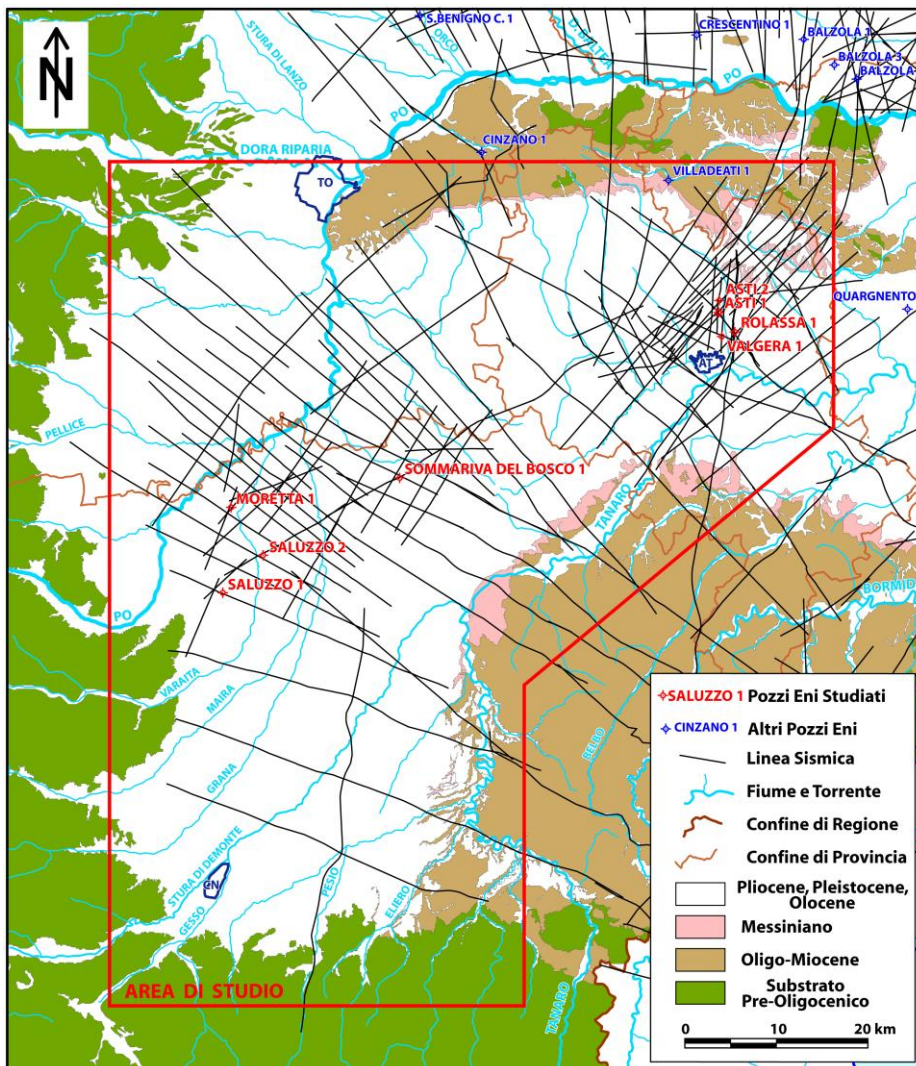 S.BENIGNO C. 1
CRESCENTINO 1
BALZOLA 1
BALZOLA 3
BALZOLA
STURA DI LANZO
ORCO
PO
PO
N
CINZANO 1
DORA RIPARIA
TO
VILLADEATI 1
QUARGNENTO
ASTI 2
ASTI 1
ROLASSA 1
VALGERA 1
AT
PELLICE
SOMMARIVA DEL BOSCO 1
MORETTA 1
TANARO
SALUZZO 2
SALUZZO 1
PO
BORMID
VARAITA
MAIRA
GRANA
BELBO
STURA DI DEMONTE
CN
GESSO
PESIO
ELLERO
TANARO
AREA DI STUDIO
SALUZZO 1 Pozzi Eni Studiati
CINZANO 1 Altri Pozzi Eni
Linea Sismica
Fiume e Torrente
Confine di Regione
Confine di Provincia
Pliocene, Pleistocene,
Olocene
Messiniano
Oligo-Miocene
Substrato
Pre-Oligocenico
0 20 km